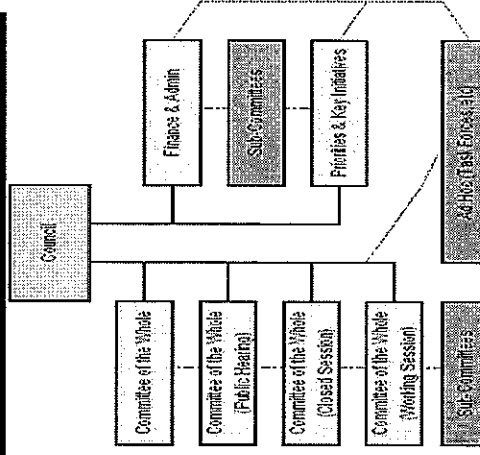 Council
Committee of the Whole
Committee of the Whole
(Public Hearing)
Committee of the Whole
(Closed Session)
Committee of the Whole
(Working Session)
Sub-Committees
Finance & Admin
Sub-Committees
Priorities & Key Initiatives
Ad-Hoc (Task Forces, etc)